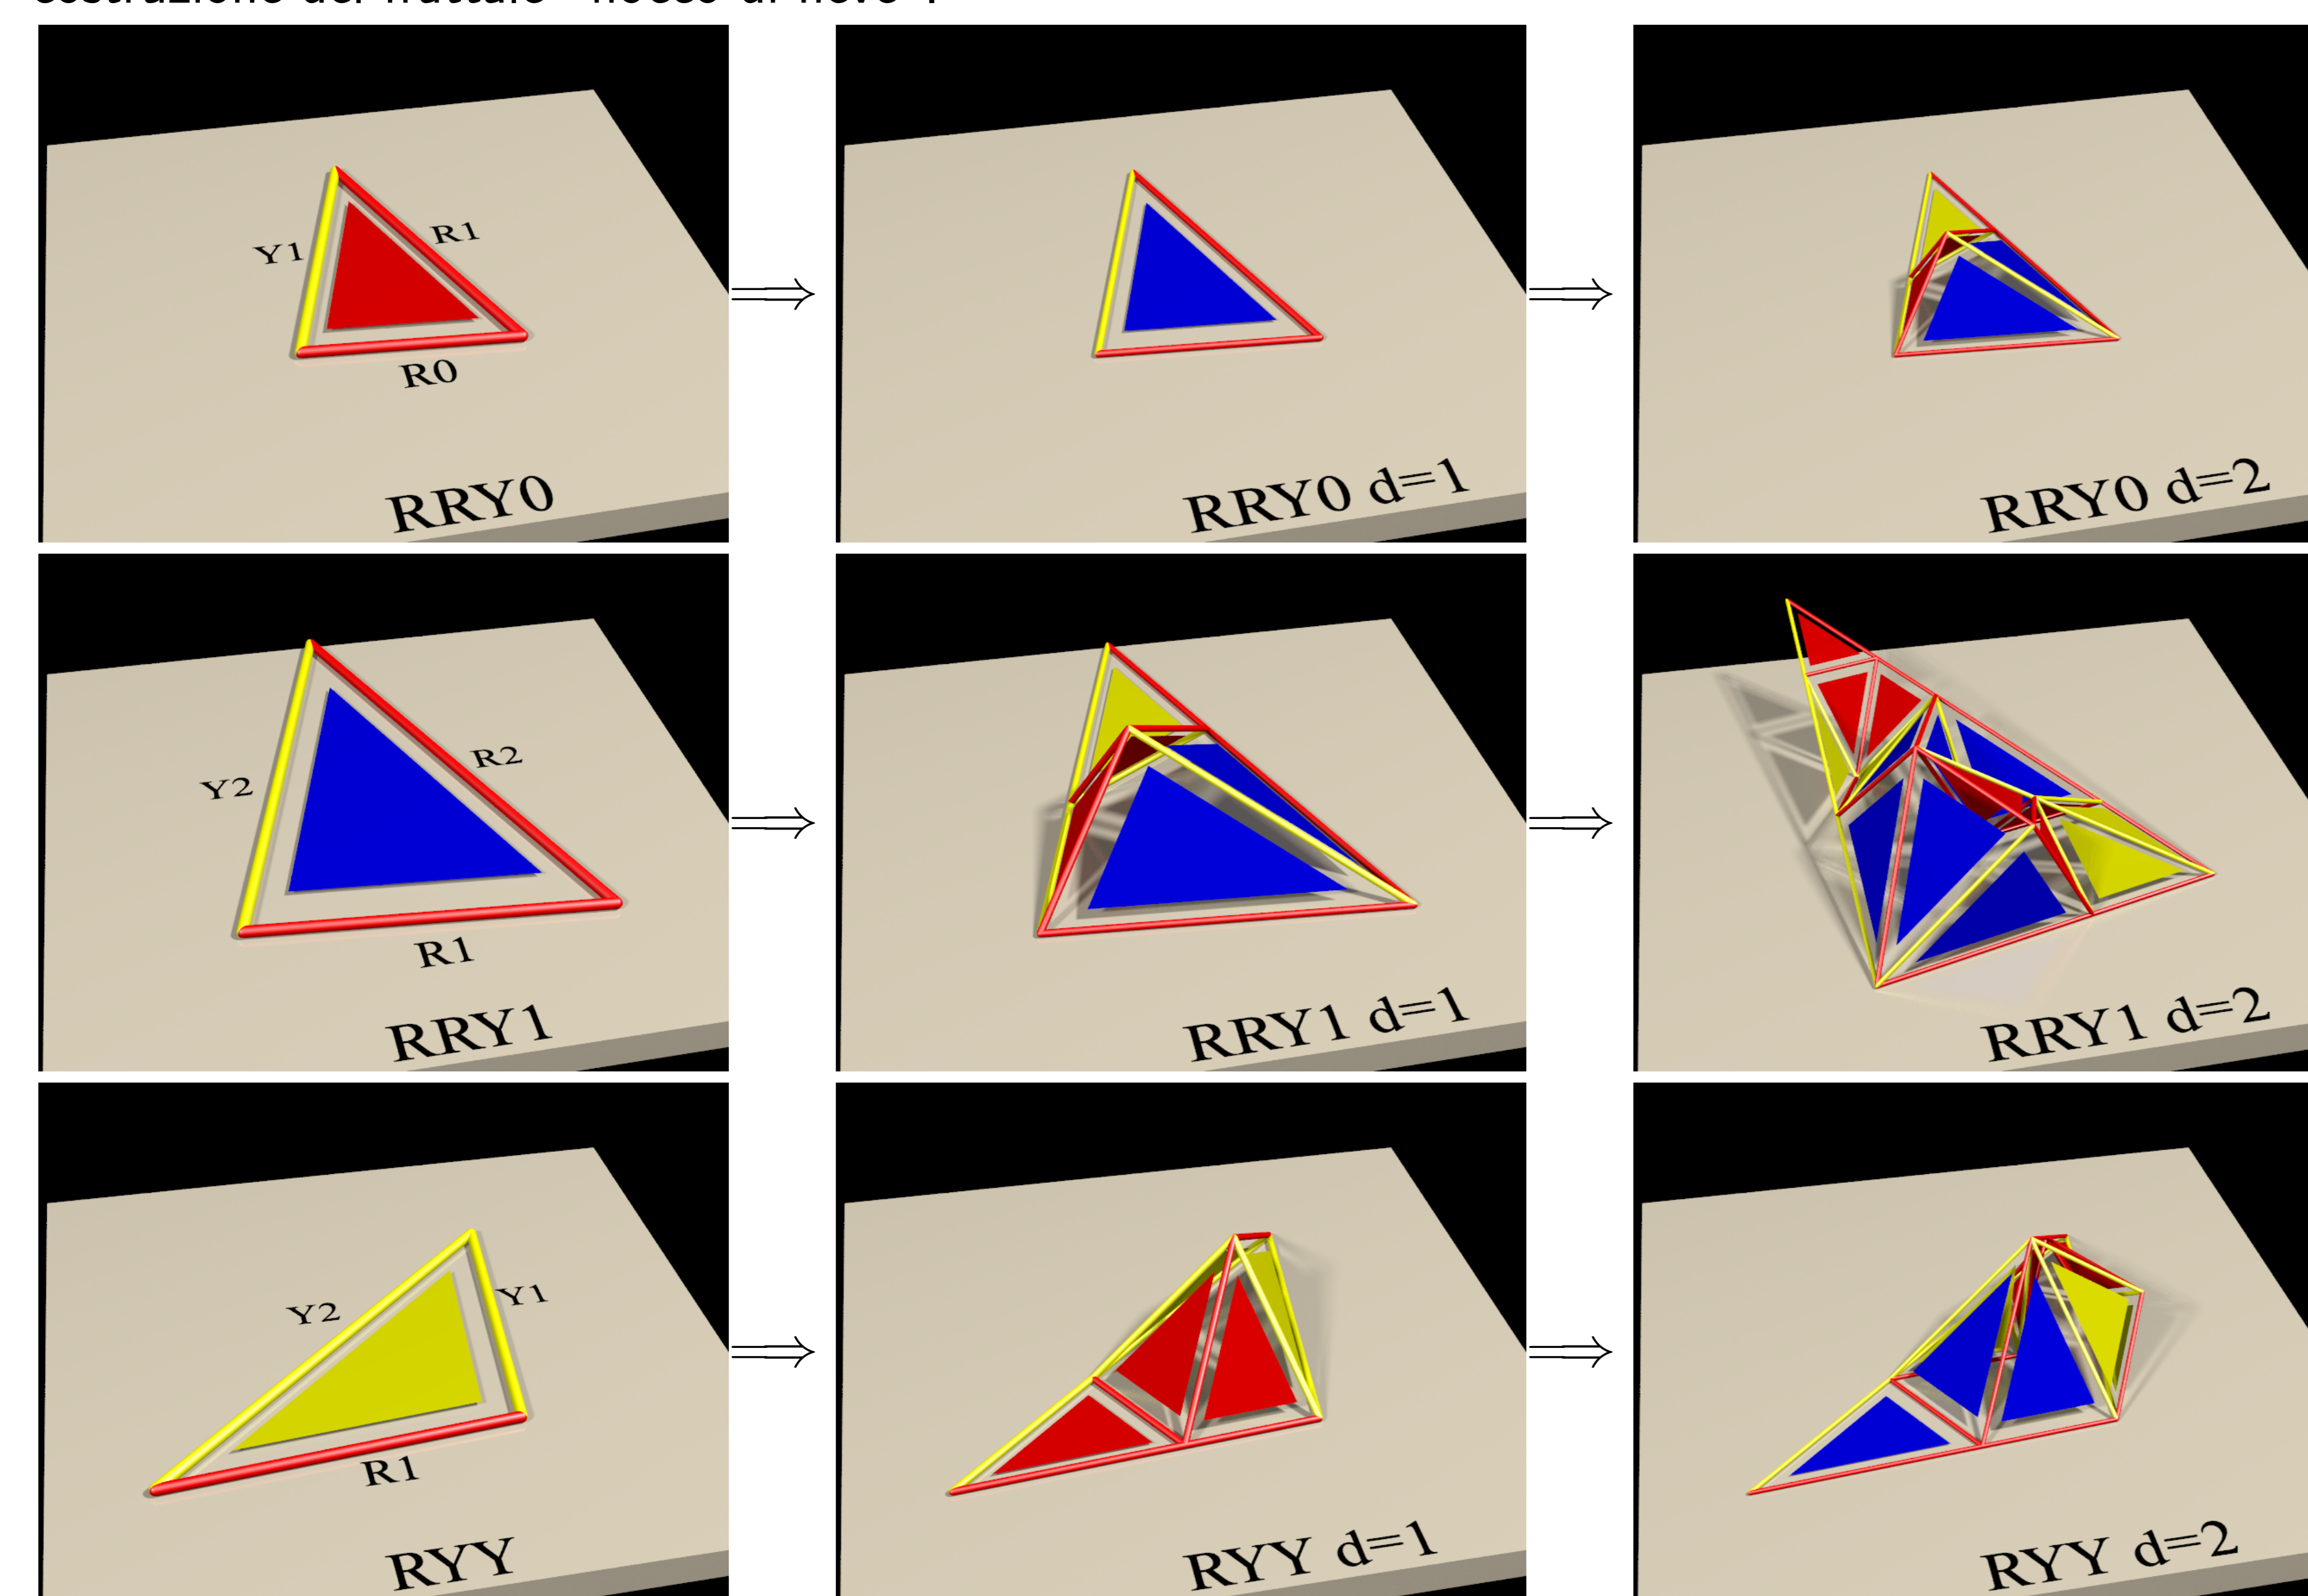 Y1
R1
R0
RRY0
⟹
RRY0 d=1
⟹
RRY0 d=2
Y2
R2
R1
RRY1
⟹
RRY1 d=1
⟹
RRY1 d=2
Y2
Y1
R1
RYY
⟹
RYY d=1
⟹
RYY d=2